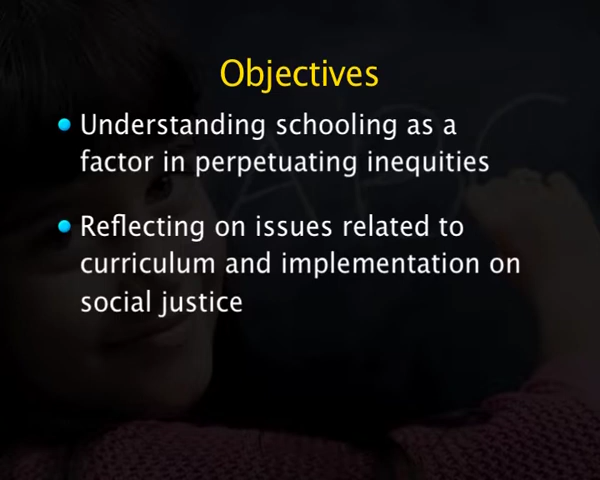 Objectives
Understanding schooling as a
factor in perpetuating inequities
Reflecting on issues related to
curriculum and implementation on
social justice
ABC